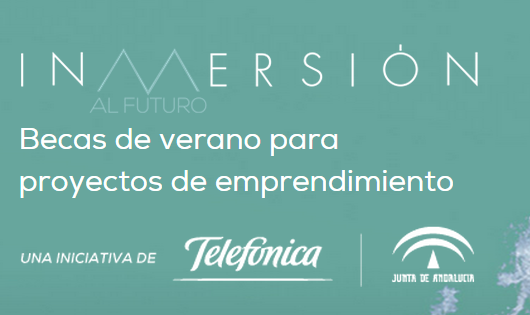 INMERSIÓN
AL FUTURO
Becas de verano para
proyectos de emprendimiento
UNA INICIATIVA DE
Telefónica
JUNTA DE ANDALUCIA